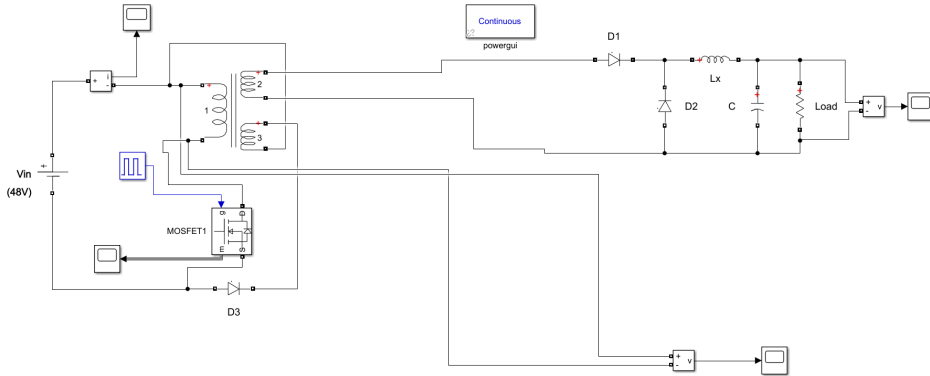 Continuous
powergui
D1
Lx
D2
C
Load
+
-
v
+
-
i
1
2
3
+
+
+
Vin
(48V)
MOSFET1
g
D
m
S
D3
+
-
v